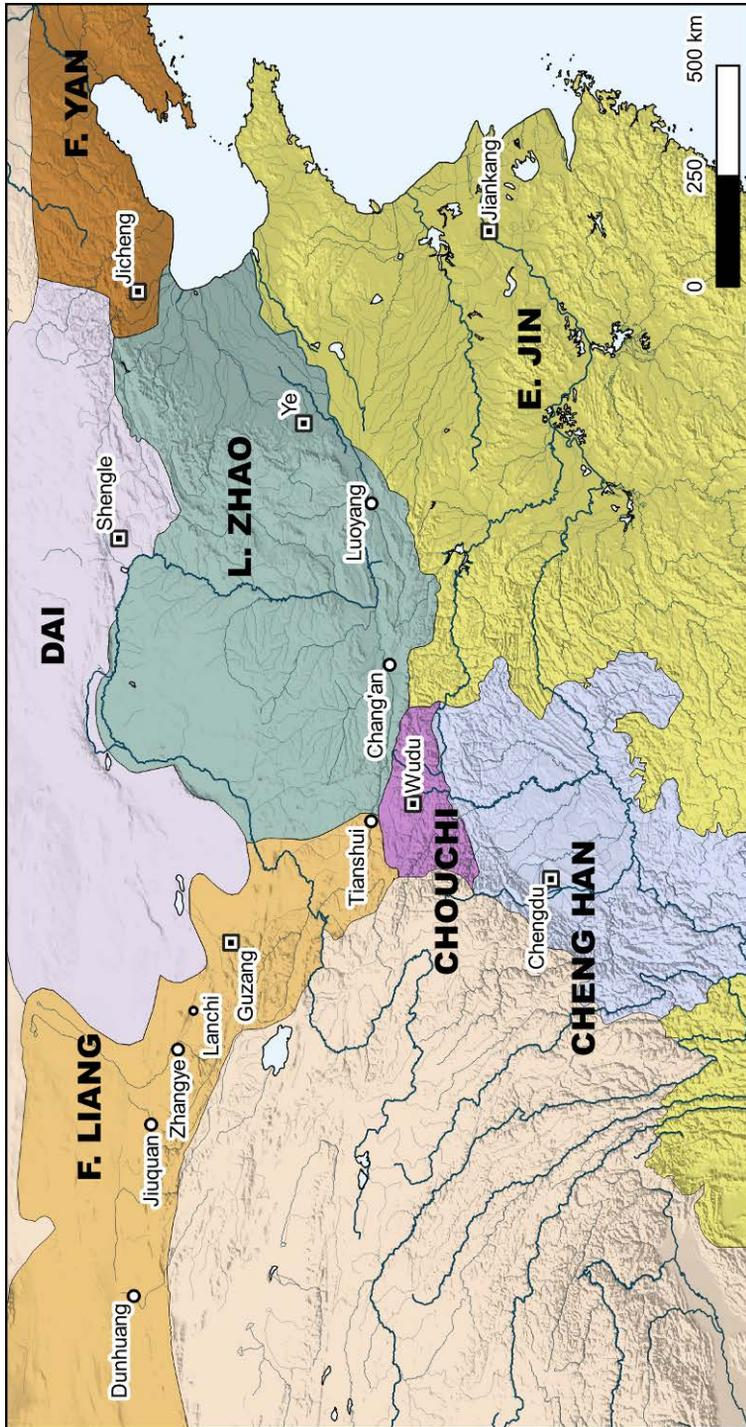 F. YAN
Jicheng
DAI
Shengle
L. ZHAO
Ye
Luoyang
Chang'an
F. LIANG
Dunhuang
Jiuquan
Zhangye
Lanchi
Guzang
Tianshui
CHOUCHI
Wudu
CHENG HAN
Chengdu
E. JIN
Jiankang
0 250 500 km